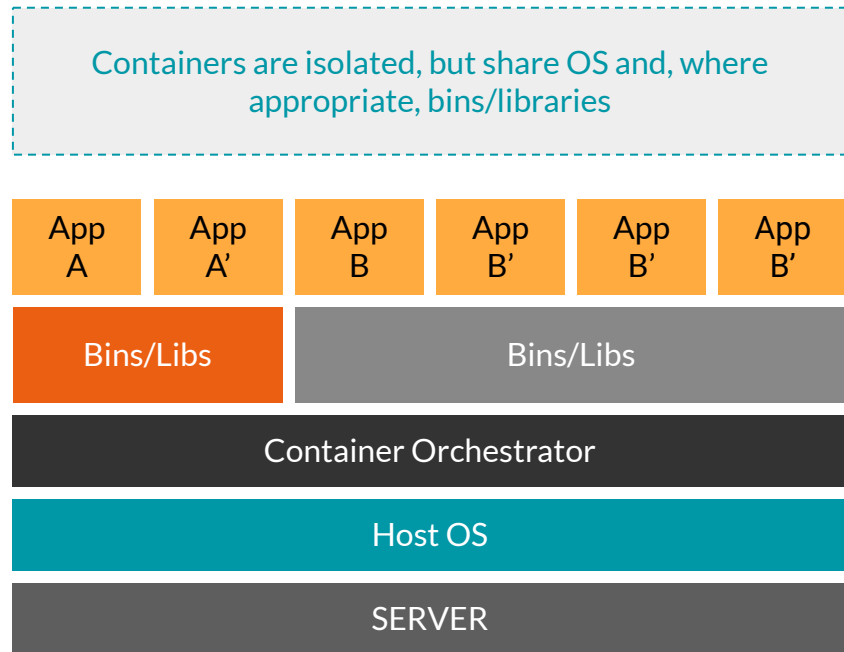 Containers are isolated, but share OS and, where
appropriate, bins/libraries
App
A
App
A’
App
B
App
B’
App
B’
App
B’
Bins/Libs
Bins/Libs
Container Orchestrator
Host OS
SERVER